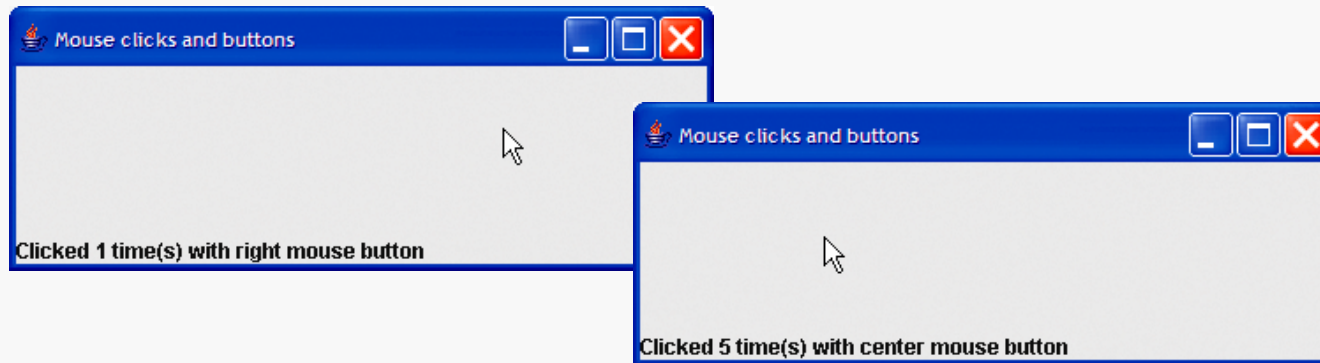 Mouse clicks and buttons
Clicked 1 time(s) with right mouse button
Mouse clicks and buttons
Clicked 5 time(s) with center mouse button